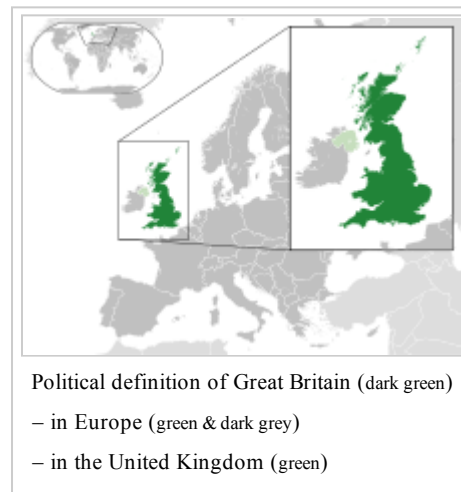 Political definition of Great Britain (dark green)
– in Europe (green & dark grey)
– in the United Kingdom (green)